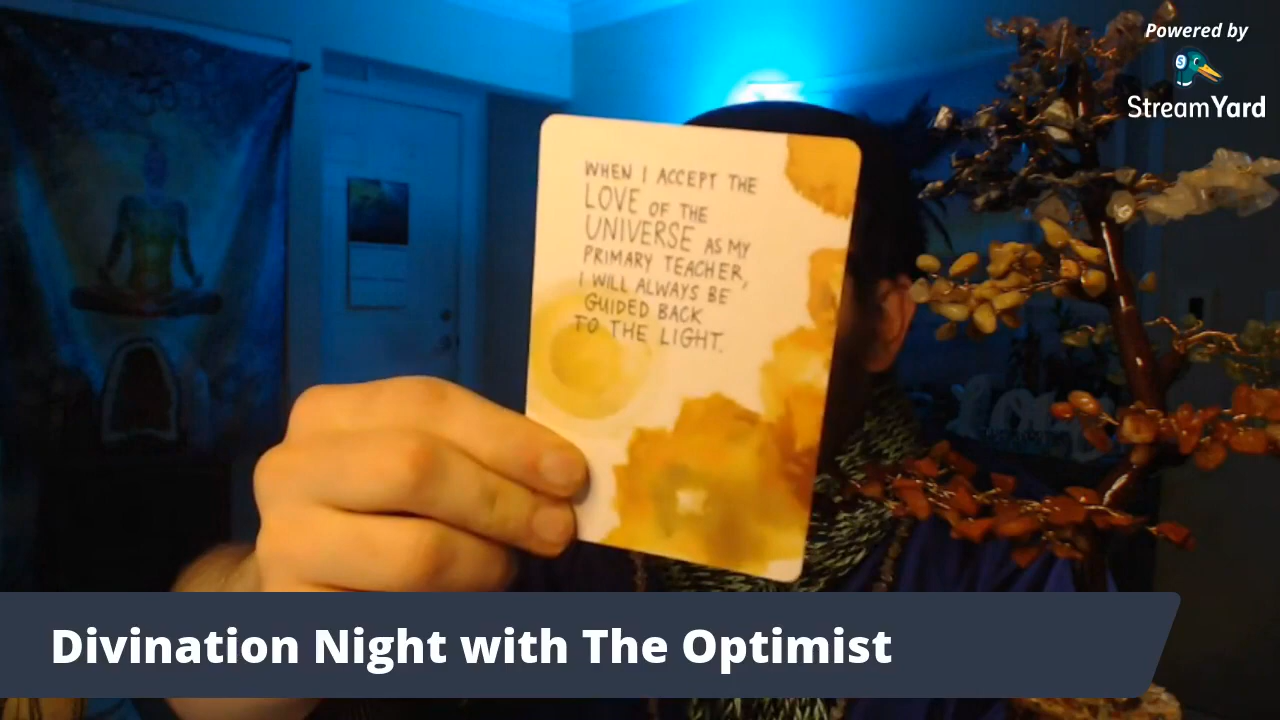 Powered by
StreamYard
WHEN I ACCEPT THE
LOVE OF THE
UNIVERSE AS MY
PRIMARY TEACHER,
I WILL ALWAYS BE
GUIDED BACK
TO THE LIGHT.
Divination Night with The Optimist